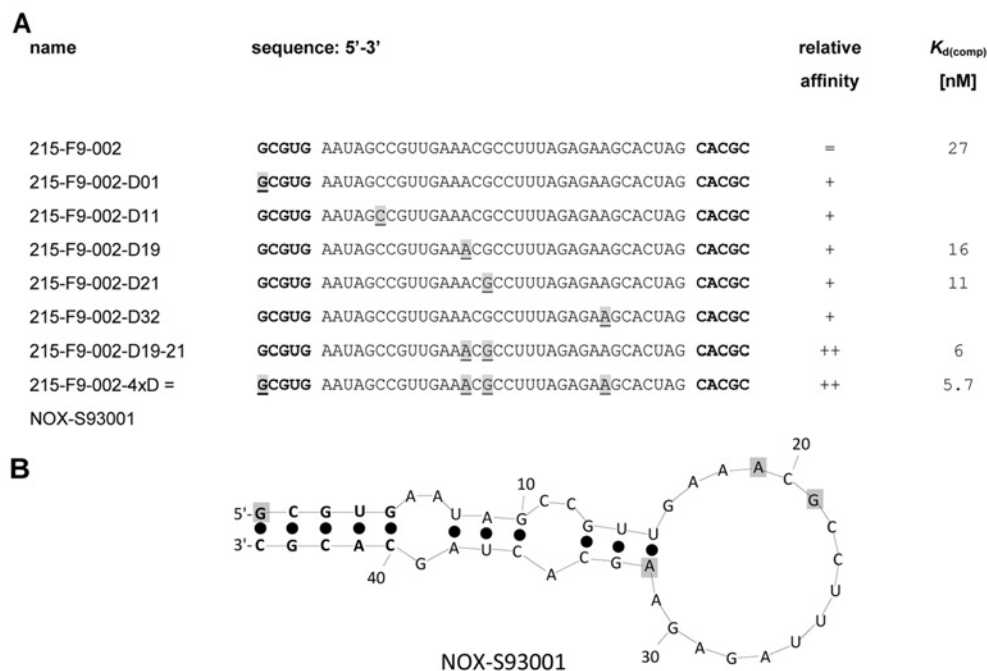 A
name sequence: 5'-3' relative affinity Kd(comp) [nM]
215-F9-002 GCGUG AAUAGCCGUUGAAACGCCUUUAGAGAAGCACUAG CACGC = 27
215-F9-002-D01 GCGUG AAUAGCCGUUGAAACGCCUUUAGAGAAGCACUAG CACGC +
215-F9-002-D11 GCGUG AAUAGCCGUUGAAACGCCUUUAGAGAAGCACUAG CACGC +
215-F9-002-D19 GCGUG AAUAGCCGUUGAAACGCCUUUAGAGAAGCACUAG CACGC + 16
215-F9-002-D21 GCGUG AAUAGCCGUUGAAACGCCUUUAGAGAAGCACUAG CACGC + 11
215-F9-002-D32 GCGUG AAUAGCCGUUGAAACGCCUUUAGAGAAGCACUAG CACGC +
215-F9-002-D19-21 GCGUG AAUAGCCGUUGAAACGCCUUUAGAGAAGCACUAG CACGC ++ 6
215-F9-002-4xD = GCGUG AAUAGCCGUUGAAACGCCUUUAGAGAAGCACUAG CACGC ++ 5.7
NOX-S93001
B
10 20
5'- G C G U G A A U A G C C G U U G A A A C G C C U U U A G A G A
3'- C G C A C G A U C A C G A
40 30
NOX-S93001